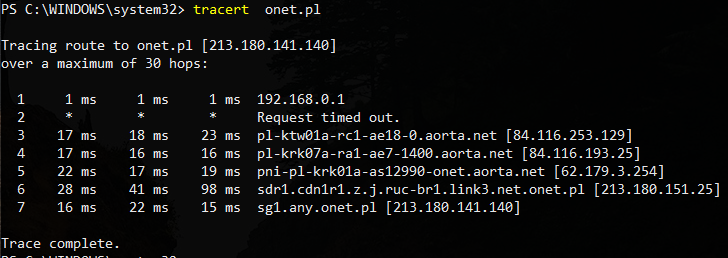 PS C:\WINDOWS\system32> tracert  onet.pl
Tracing route to onet.pl [213.180.141.140]
over a maximum of 30 hops:
  1     1 ms     1 ms     1 ms  192.168.0.1
  2     *        *        *     Request timed out.
  3    17 ms    18 ms    23 ms  pl-ktw01a-rc1-ae18-0.aorta.net [84.116.253.129]
  4    17 ms    16 ms    16 ms  pl-krk07a-ra1-ae7-1400.aorta.net [84.116.193.25]
  5    22 ms    17 ms    19 ms  pni-pl-krk01a-as12990-onet.aorta.net [62.179.3.254]
  6    28 ms    41 ms    98 ms  sdr1.cdn1r1.z.j.ruc-br1.link3.net.onet.pl [213.180.151.25]
  7    16 ms    22 ms    15 ms  sg1.any.onet.pl [213.180.141.140]
Trace complete.